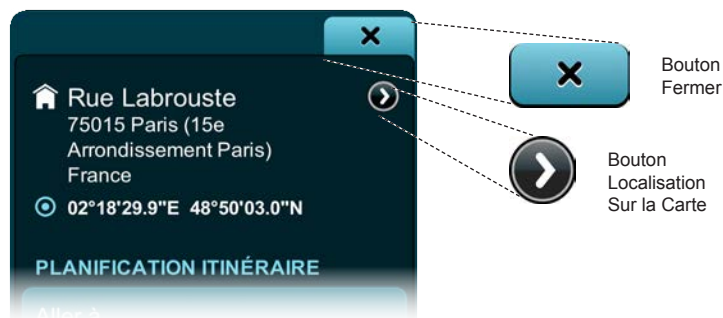 Rue Labrouste
75015 Paris (15e
Arrondissement Paris)
France
02°18'29.9"E 48°50'03.0"N
PLANIFICATION ITINÉRAIRE
Aller à
Bouton
Fermer
Bouton
Localisation
Sur la Carte